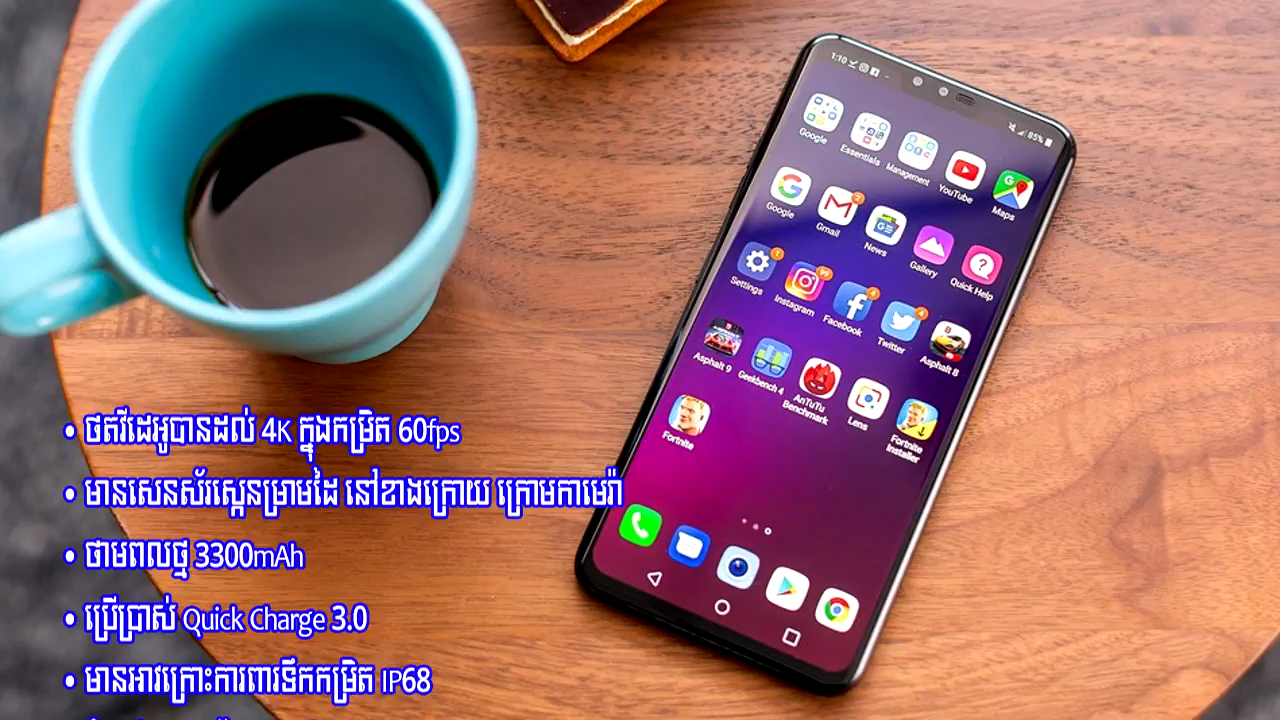 1:10
85%
Google
Essentials
Management
YouTube
Maps
Google
Gmail
News
Gallery
Quick Help
Settings
Instagram
Facebook
Twitter
Asphalt 8
Asphalt 9
Geekbench 4
AnTuTu
Benchmark
Lens
Fortnite
Installer
Fortnite
• ថតវីដេអូបានដល់ 4K ក្នុងកម្រិត 60fps
• មានសេនស័រស្កេនម្រាមដៃ នៅខាងក្រោយ ក្រោមកាមេរ៉ា
• ថាមពលថ្ម 3300mAh
• ប្រើប្រាស់ Quick Charge 3.0
• មានអាវក្រោះការពារទឹកកម្រិត IP68